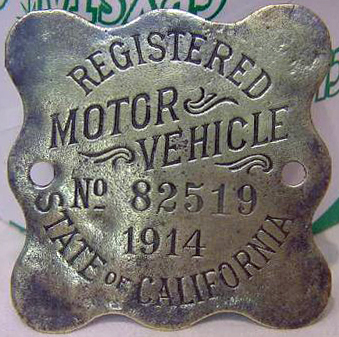 REGISTERED
MOTOR
VEHICLE
Nº 82519
1914
STATE OF CALIFORNIA